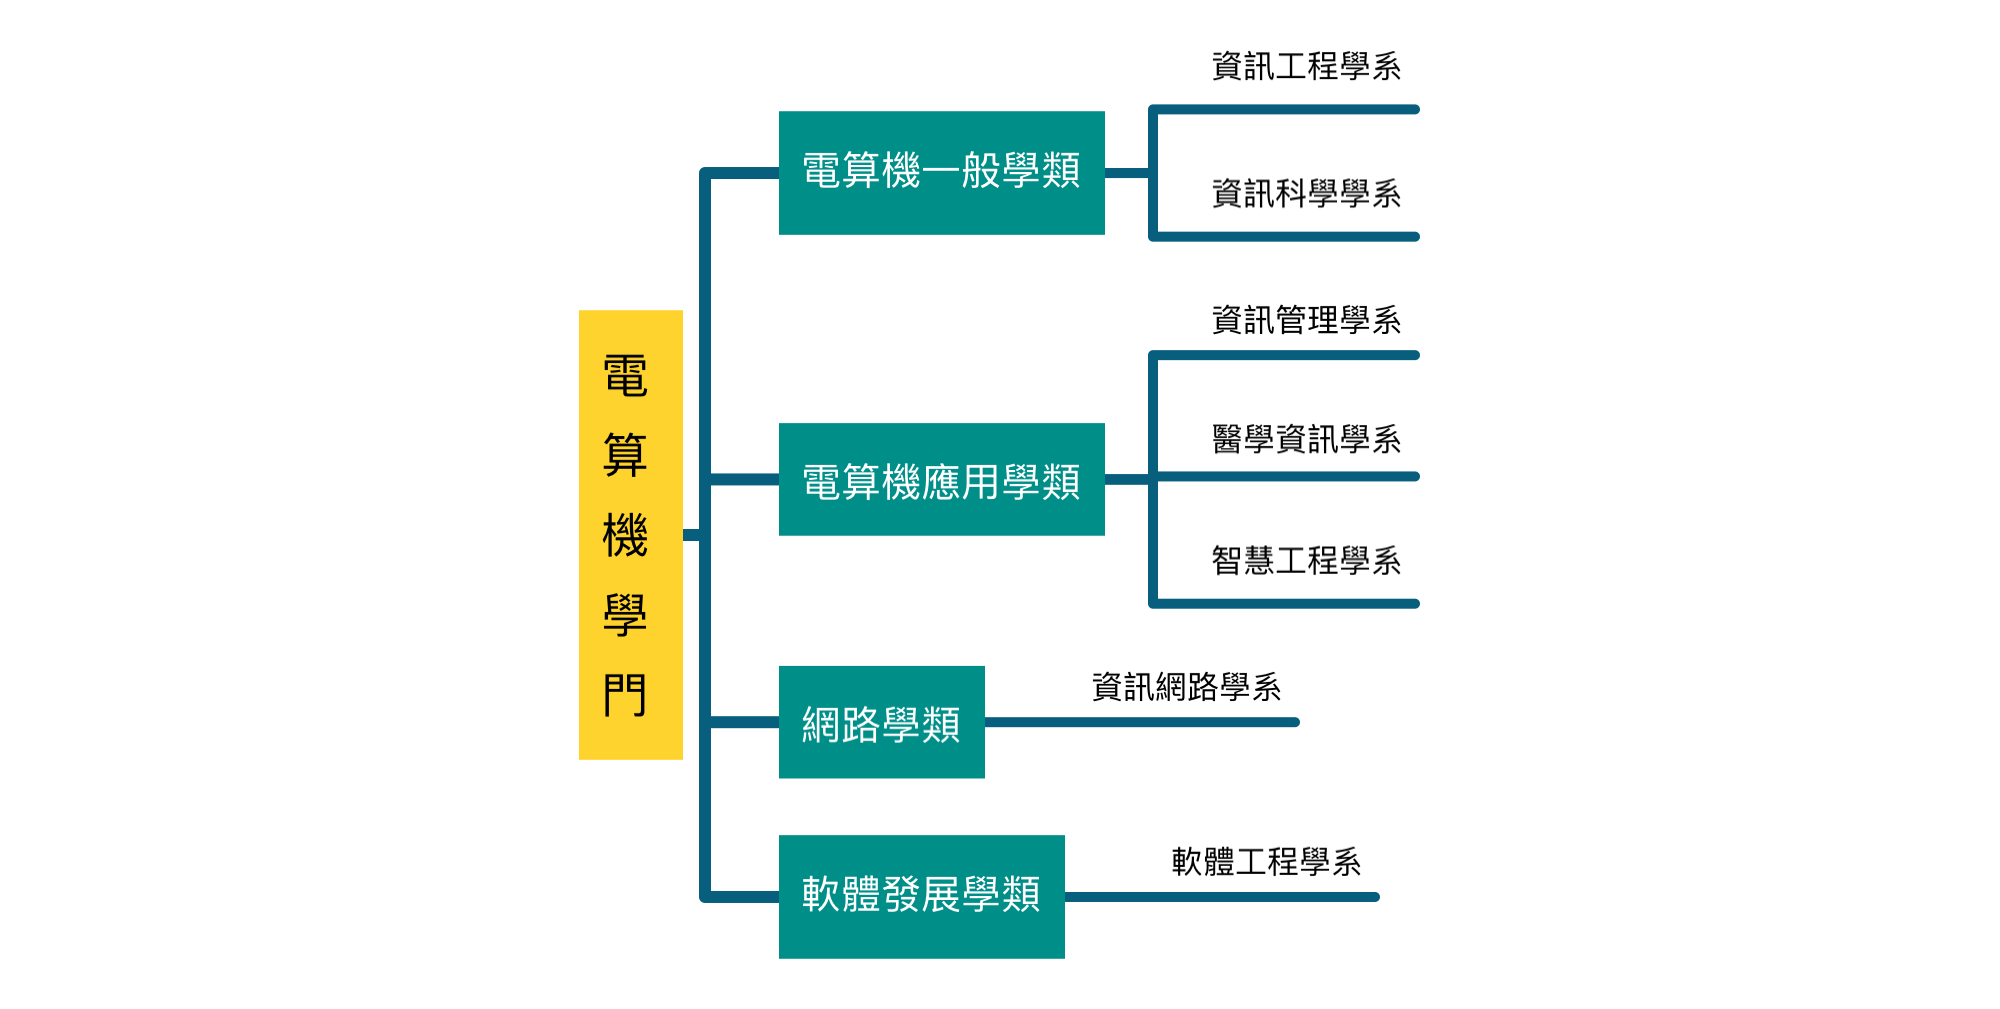 電算機學門
電算機一般學類
資訊工程學系
資訊科學學系
電算機應用學類
資訊管理學系
醫學資訊學系
智慧工程學系
網路學類
資訊網路學系
軟體發展學類
軟體工程學系